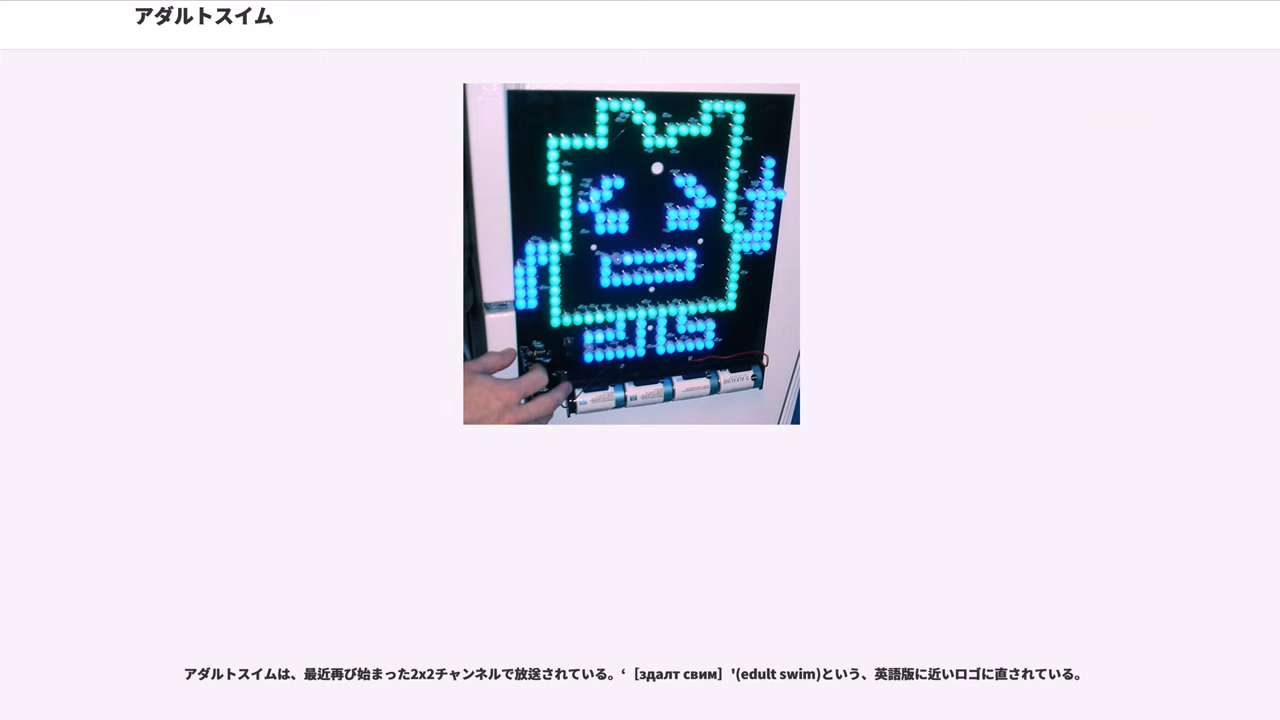 アダルトスイム
アダルトスイムは、最近再び始まった2x2チャンネルで放送されている。‘［эдалт свим］'(edult swim)という、英語版に近いロゴに直されている。